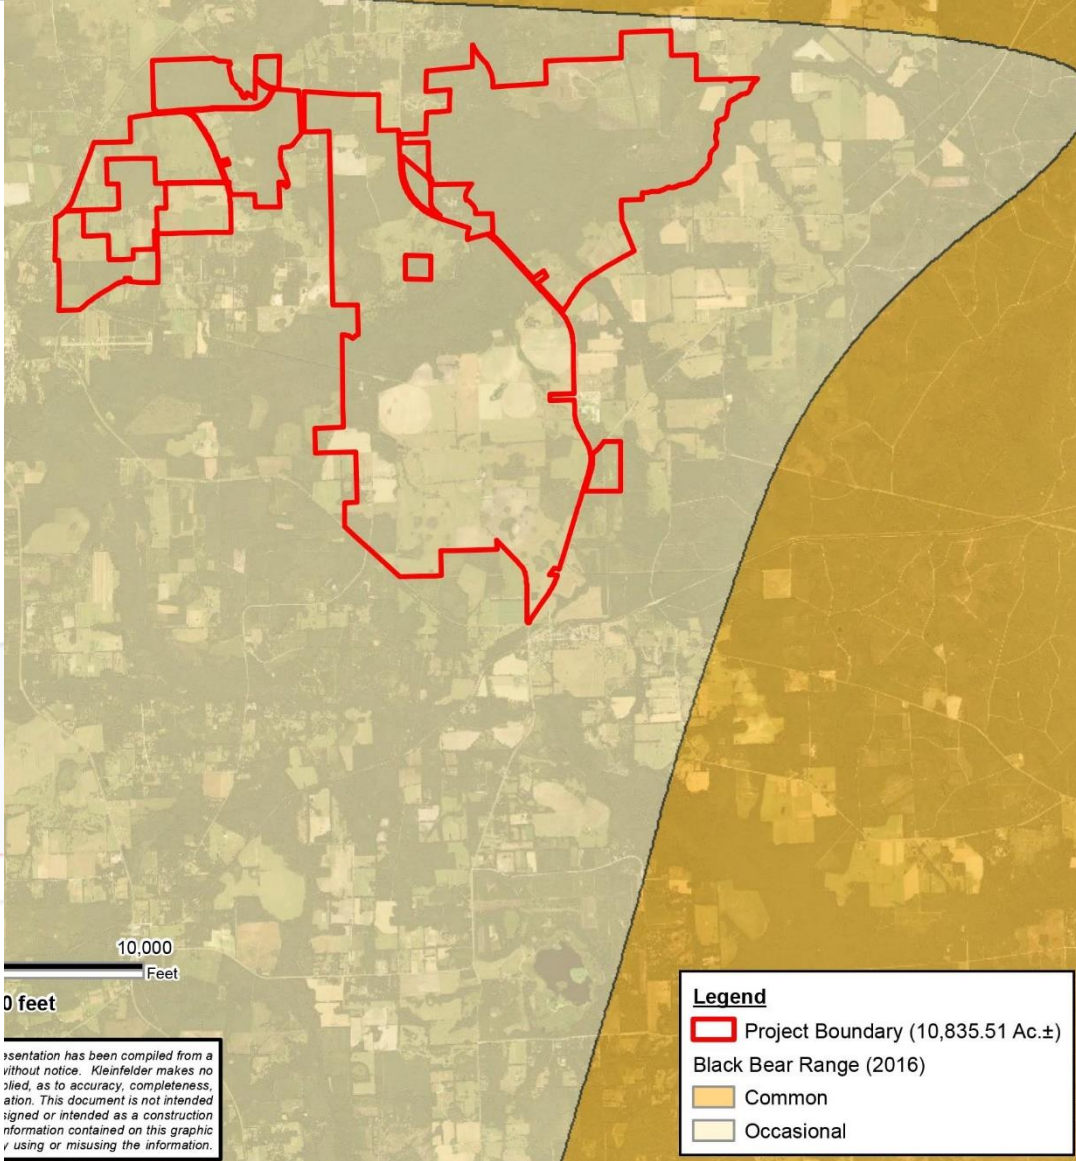 10,000
Feet
0 feet
esentation has been compiled from a
without notice. Kleinfelder makes no
plied, as to accuracy, completeness,
ation. This document is not intended
signed or intended as a construction
nformation contained on this graphic
y using or misusing the information.
Legend
Project Boundary (10,835.51 Ac.±)
Black Bear Range (2016)
Common
Occasional